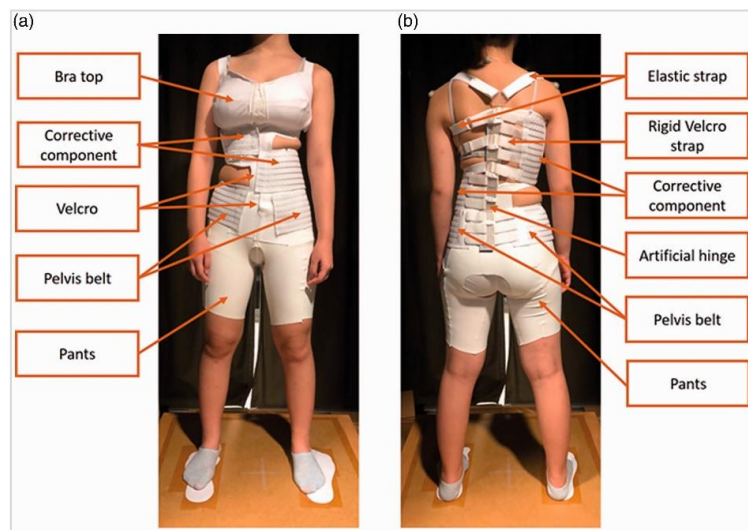 (a)
Bra top
Corrective
component
Velcro
Pelvis belt
Pants
(b)
Elastic strap
Rigid Velcro
strap
Corrective
component
Artificial hinge
Pelvis belt
Pants